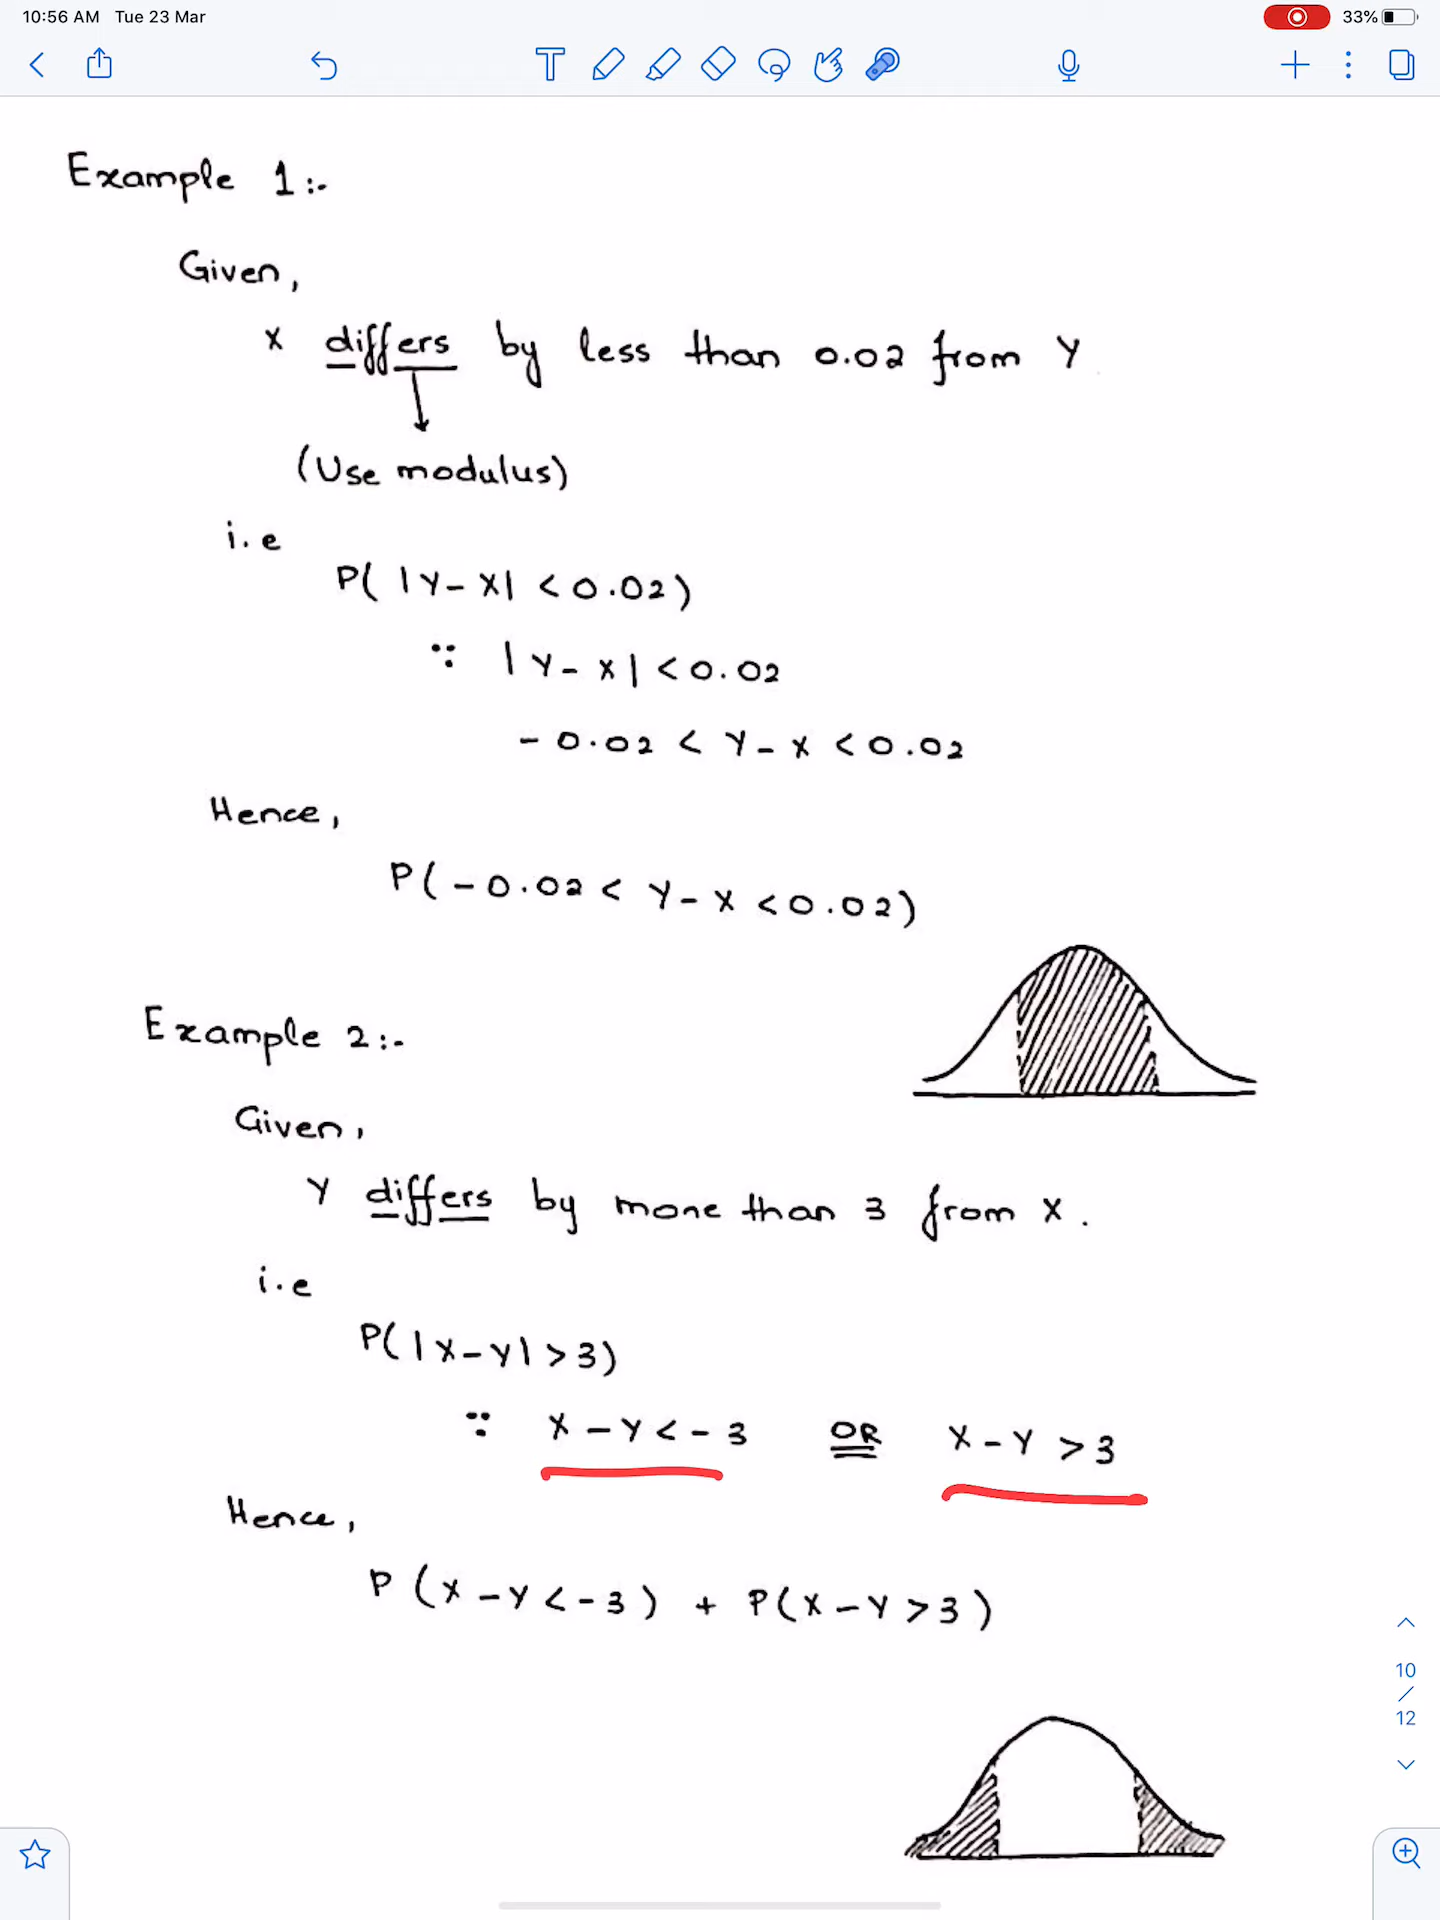 10:56 AM Tue 23 Mar
33%
T
Example 1:-
Given,
X differs by less than 0.02 from Y
(Use modulus)
i.e
P( |Y-X| < 0.02)
∵ |Y-X| < 0.02
-0.02 < Y-X < 0.02
Hence,
P(-0.02 < Y-X < 0.02)
Example 2:-
Given,
Y differs by more than 3 from X.
i.e
P(|X-Y| > 3)
∵ X-Y < -3 OR X-Y > 3
Hence,
P (X-Y < -3) + P(X-Y > 3)
10
/
12